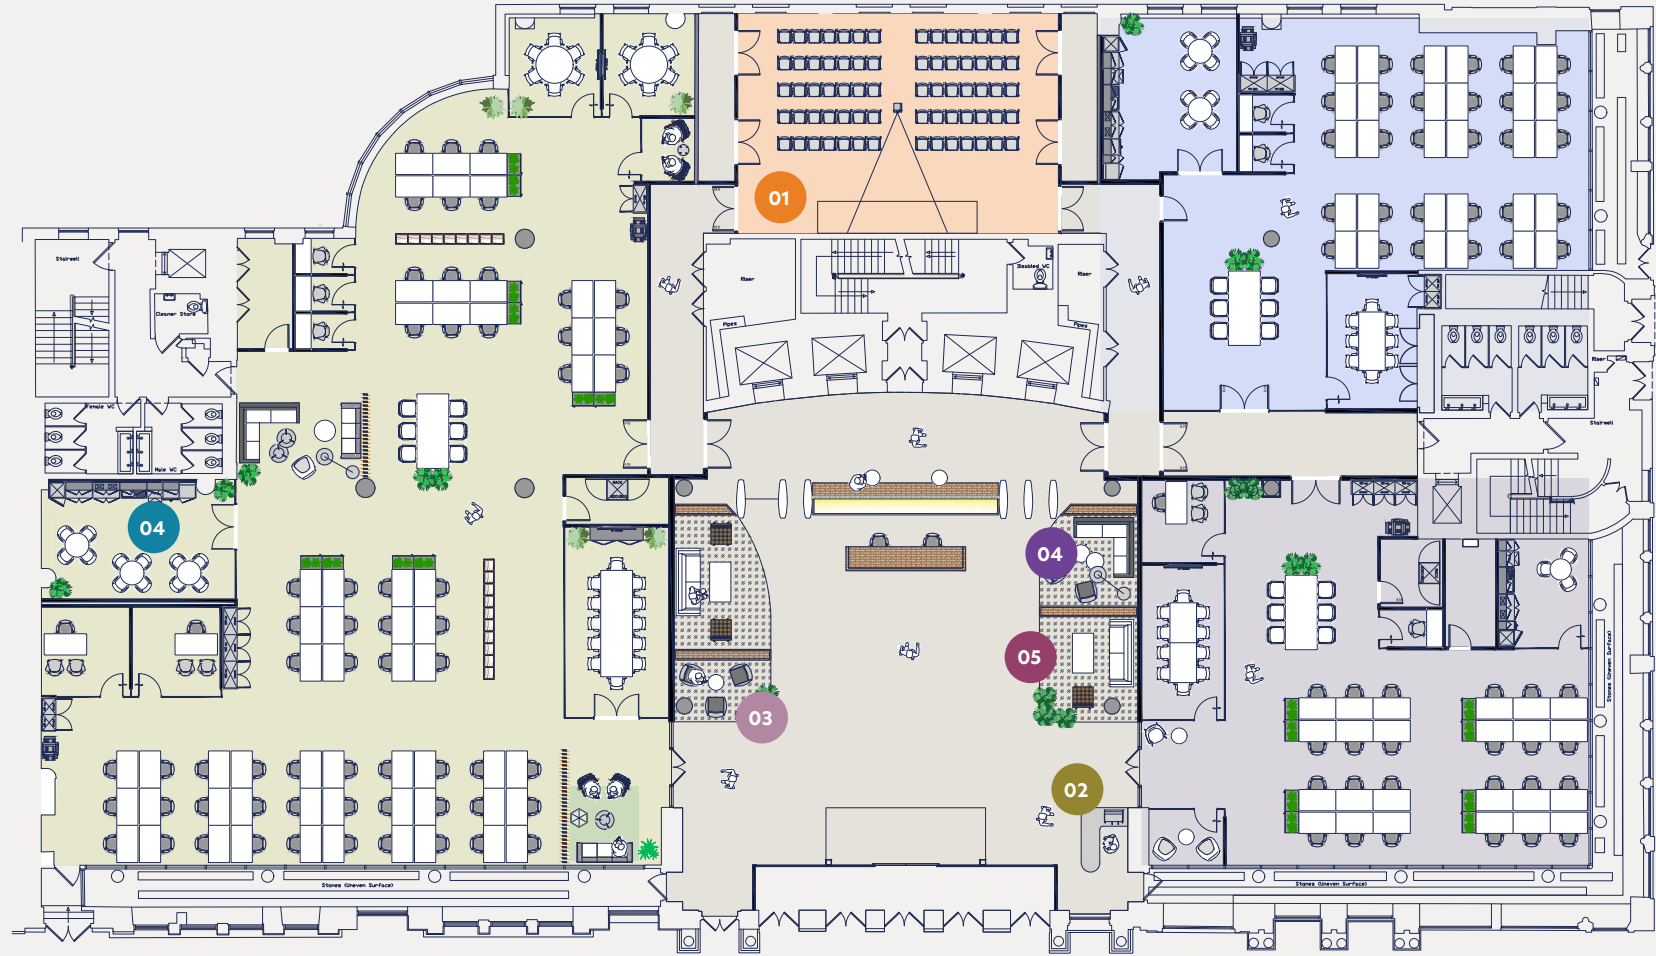 01
Stairwell
Cleaner Store
Riser
Disabled WC
Riser
Pipes
Pipes
Riser
Female WC
Male WC
Stairwell
04
04
05
03
02
Stones (Uneven Surface)
Stones (Uneven Surface)
Stones (Uneven Surface)